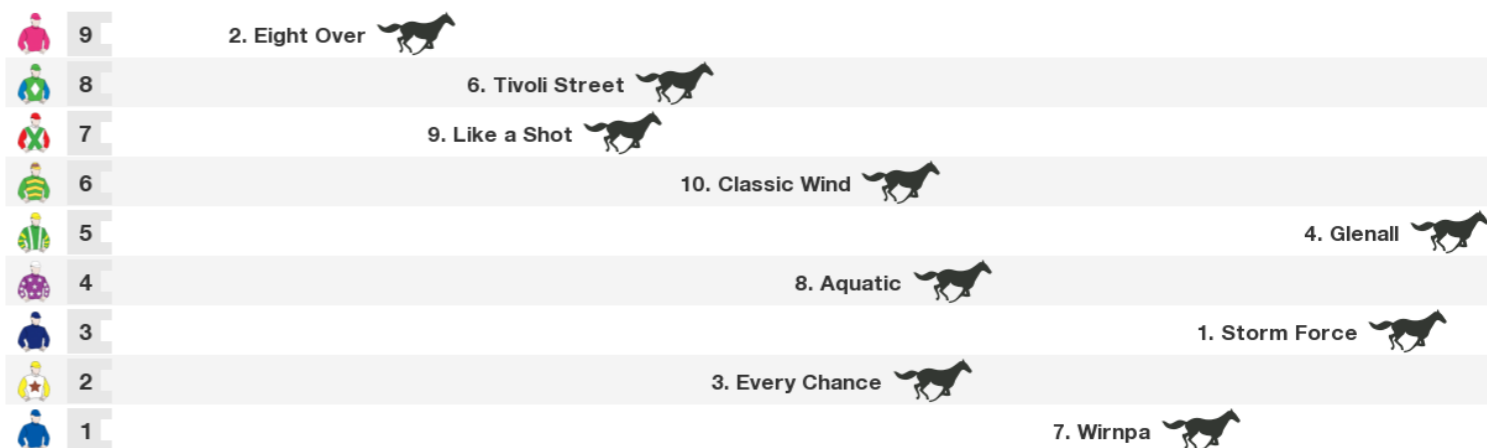 9 2. Eight Over
8 6. Tivoli Street
7 9. Like a Shot
6 10. Classic Wind
5 4. Glenall
4 8. Aquatic
3 1. Storm Force
2 3. Every Chance
1 7. Wirnpa